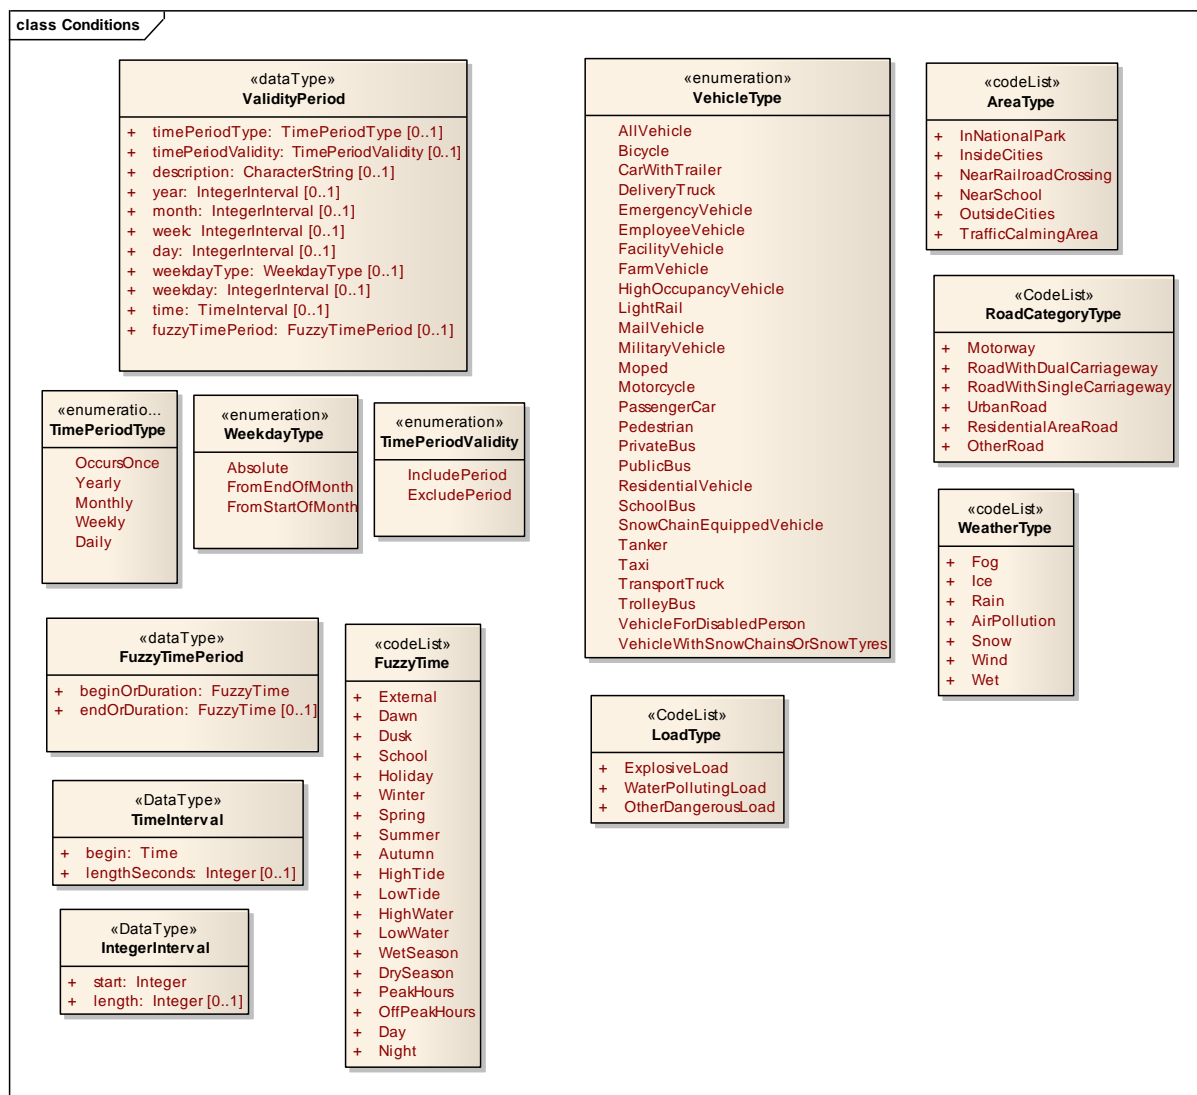 class Conditions
«dataType»
ValidityPeriod
+ timePeriodType: TimePeriodType [0..1]
+ timePeriodValidity: TimePeriodValidity [0..1]
+ description: CharacterString [0..1]
+ year: IntegerInterval [0..1]
+ month: IntegerInterval [0..1]
+ week: IntegerInterval [0..1]
+ day: IntegerInterval [0..1]
+ weekdayType: WeekdayType [0..1]
+ weekday: IntegerInterval [0..1]
+ time: TimeInterval [0..1]
+ fuzzyTimePeriod: FuzzyTimePeriod [0..1]
«enumeratio...
TimePeriodType
OccursOnce
Yearly
Monthly
Weekly
Daily
«enumeration»
WeekdayType
Absolute
FromEndOfMonth
FromStartOfMonth
«enumeration»
TimePeriodValidity
IncludePeriod
ExcludePeriod
«dataType»
FuzzyTimePeriod
+ beginOrDuration: FuzzyTime
+ endOrDuration: FuzzyTime [0..1]
«DataType»
TimeInterval
+ begin: Time
+ lengthSeconds: Integer [0..1]
«DataType»
IntegerInterval
+ start: Integer
+ length: Integer [0..1]
«codeList»
FuzzyTime
+ External
+ Dawn
+ Dusk
+ School
+ Holiday
+ Winter
+ Spring
+ Summer
+ Autumn
+ HighTide
+ LowTide
+ HighWater
+ LowWater
+ WetSeason
+ DrySeason
+ PeakHours
+ OffPeakHours
+ Day
+ Night
«enumeration»
VehicleType
AllVehicle
Bicycle
CarWithTrailer
DeliveryTruck
EmergencyVehicle
EmployeeVehicle
FacilityVehicle
FarmVehicle
HighOccupancyVehicle
LightRail
MailVehicle
MilitaryVehicle
Moped
Motorcycle
PassengerCar
Pedestrian
PrivateBus
PublicBus
ResidentialVehicle
SchoolBus
SnowChainEquippedVehicle
Tanker
Taxi
TransportTruck
TrolleyBus
VehicleForDisabledPerson
VehicleWithSnowChainsOrSnowTyres
«CodeList»
LoadType
+ ExplosiveLoad
+ WaterPollutingLoad
+ OtherDangerousLoad
«codeList»
AreaType
+ InNationalPark
+ InsideCities
+ NearRailroadCrossing
+ NearSchool
+ OutsideCities
+ TrafficCalmingArea
«CodeList»
RoadCategoryType
+ Motorway
+ RoadWithDualCarriageway
+ RoadWithSingleCarriageway
+ UrbanRoad
+ ResidentialAreaRoad
+ OtherRoad
«codeList»
WeatherType
+ Fog
+ Ice
+ Rain
+ AirPollution
+ Snow
+ Wind
+ Wet